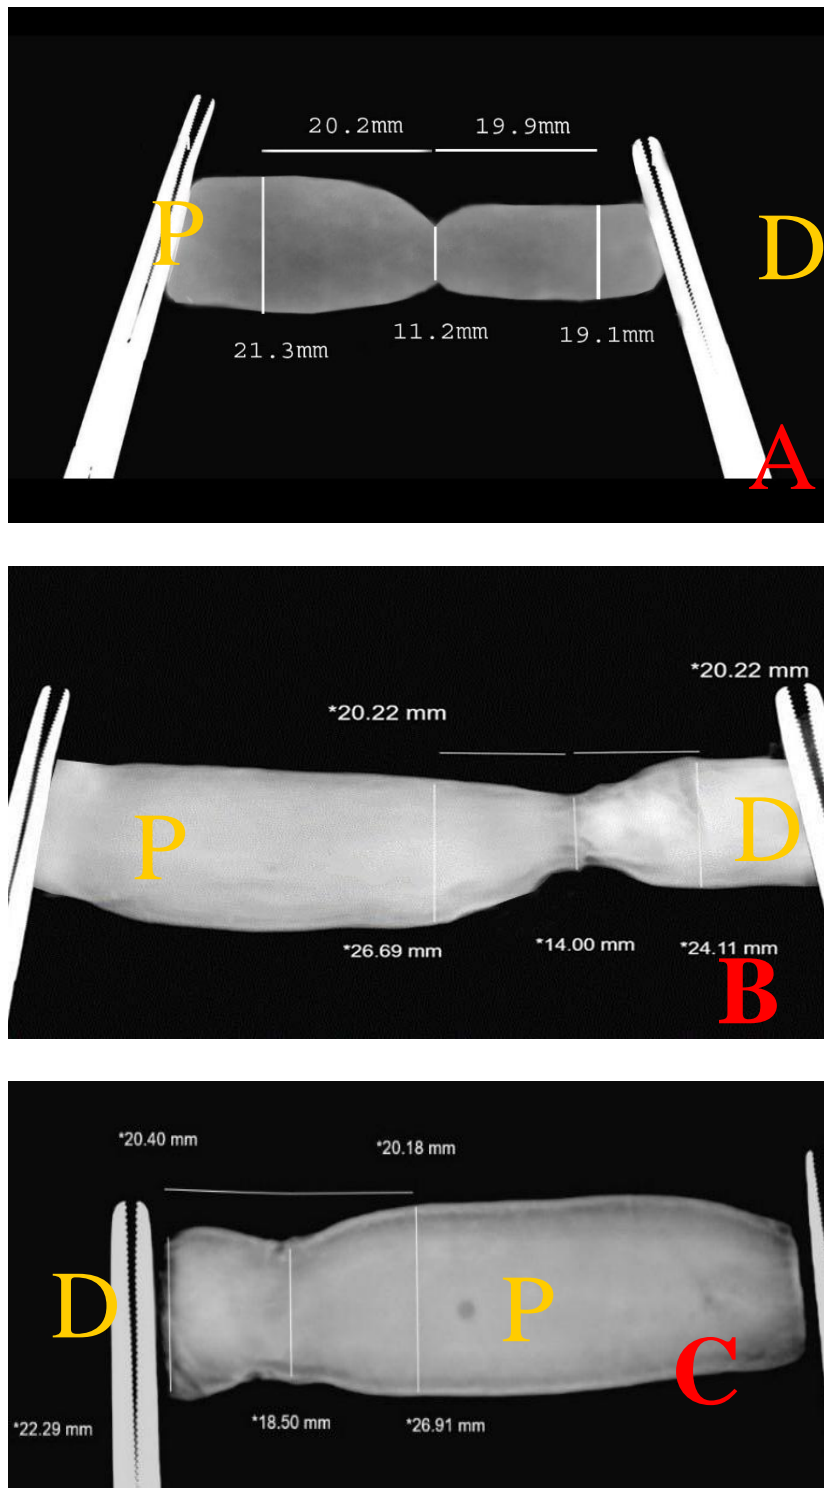 20.2mm 19.9mm
P D
21.3mm 11.2mm 19.1mm
A
*20.22 mm
*20.22 mm
P D
*26.69 mm *14.00 mm *24.11 mm
B
*20.40 mm *20.18 mm
D P
C
*22.29 mm *18.50 mm *26.91 mm